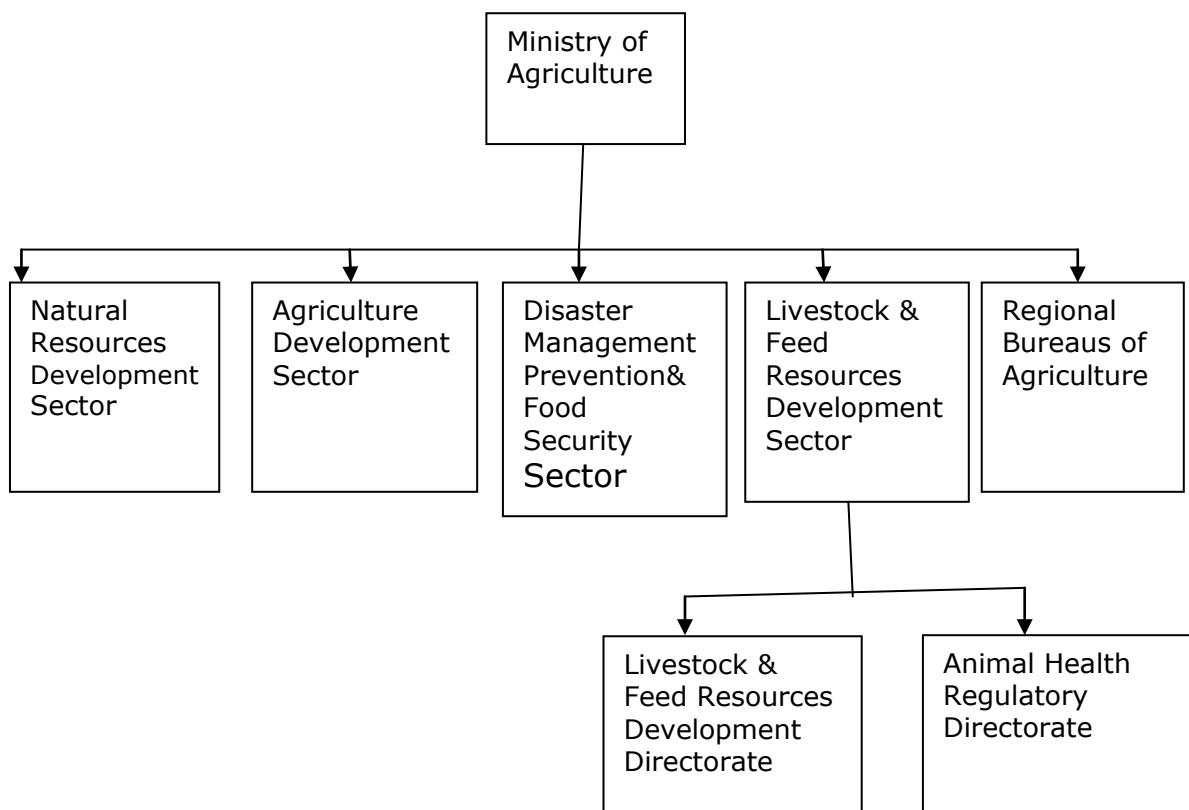 Ministry of
Agriculture
Natural
Resources
Development
Sector
Agriculture
Development
Sector
Disaster
Management
Prevention&
Food
Security
Sector
Livestock &
Feed
Resources
Development
Sector
Regional
Bureaus of
Agriculture
Livestock &
Feed Resources
Development
Directorate
Animal Health
Regulatory
Directorate